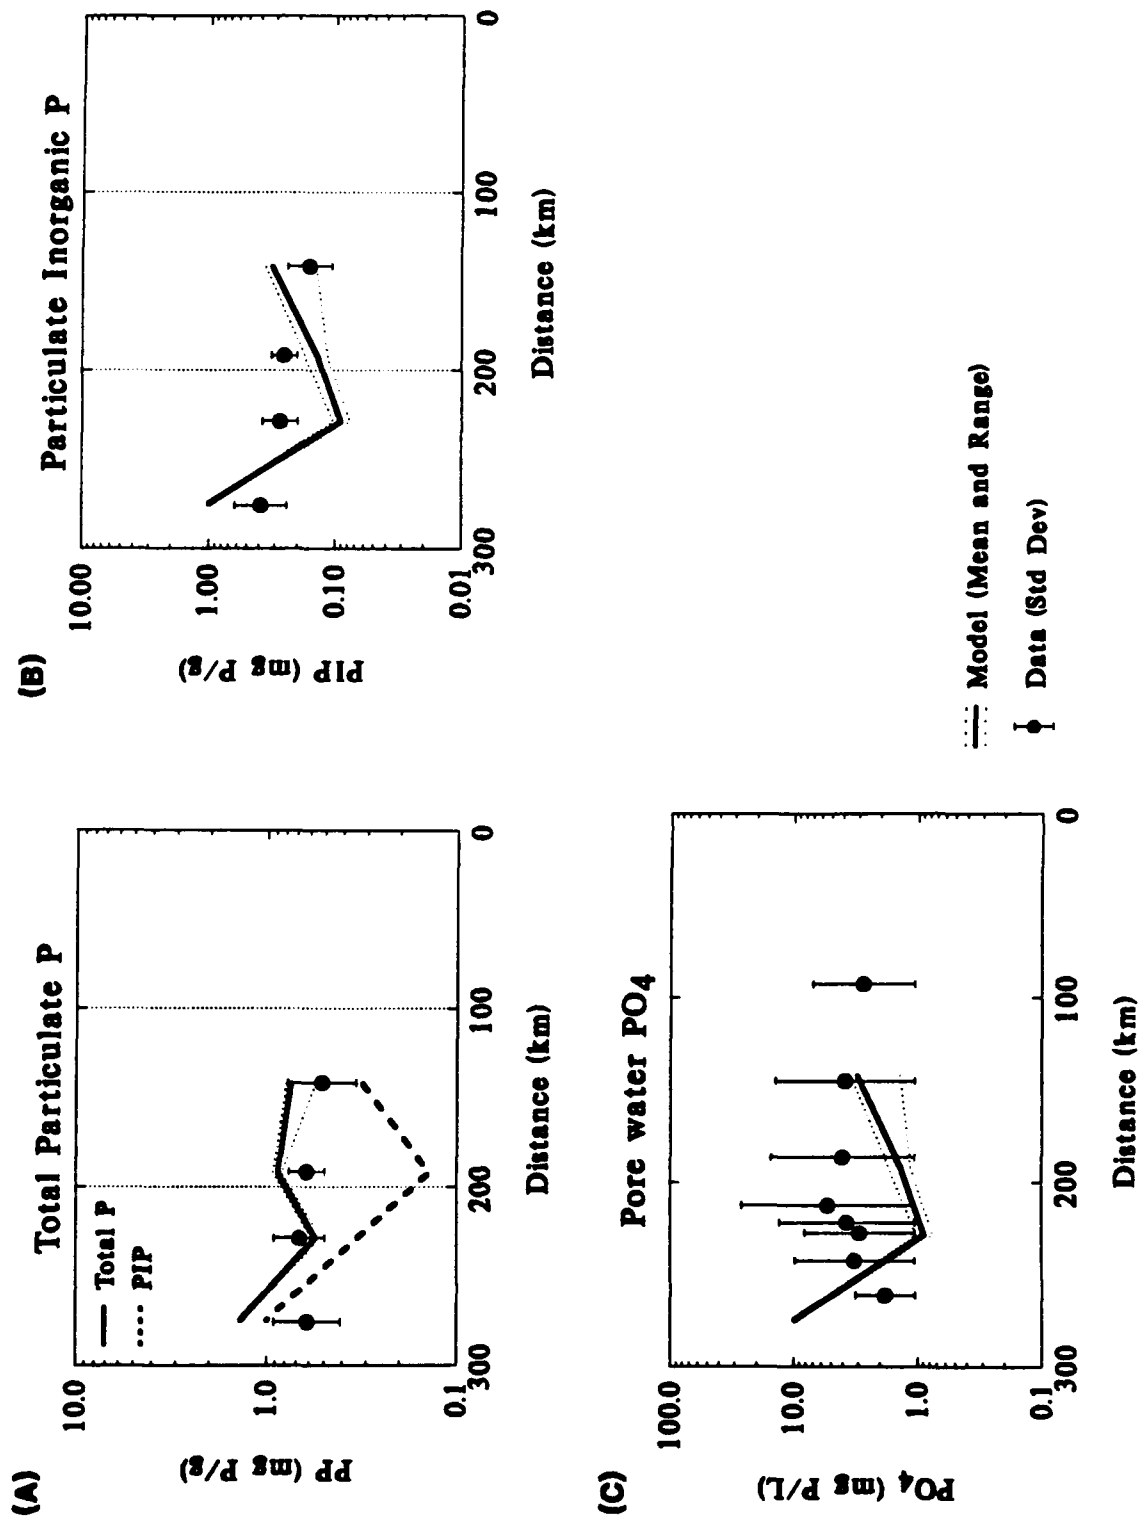 (A)
Total Particulate P
PP (mg P/g)
10.0
1.0
0.1
Total P
PIP
300
200
100
0
Distance (km)
(B)
Particulate Inorganic P
PIP (mg P/g)
10.00
1.00
0.10
0.01
300
200
100
0
Distance (km)
(C)
Pore water PO4
PO4 (mg P/L)
100.0
10.0
1.0
0.1
300
200
100
0
Distance (km)
Model (Mean and Range)
Data (Std Dev)